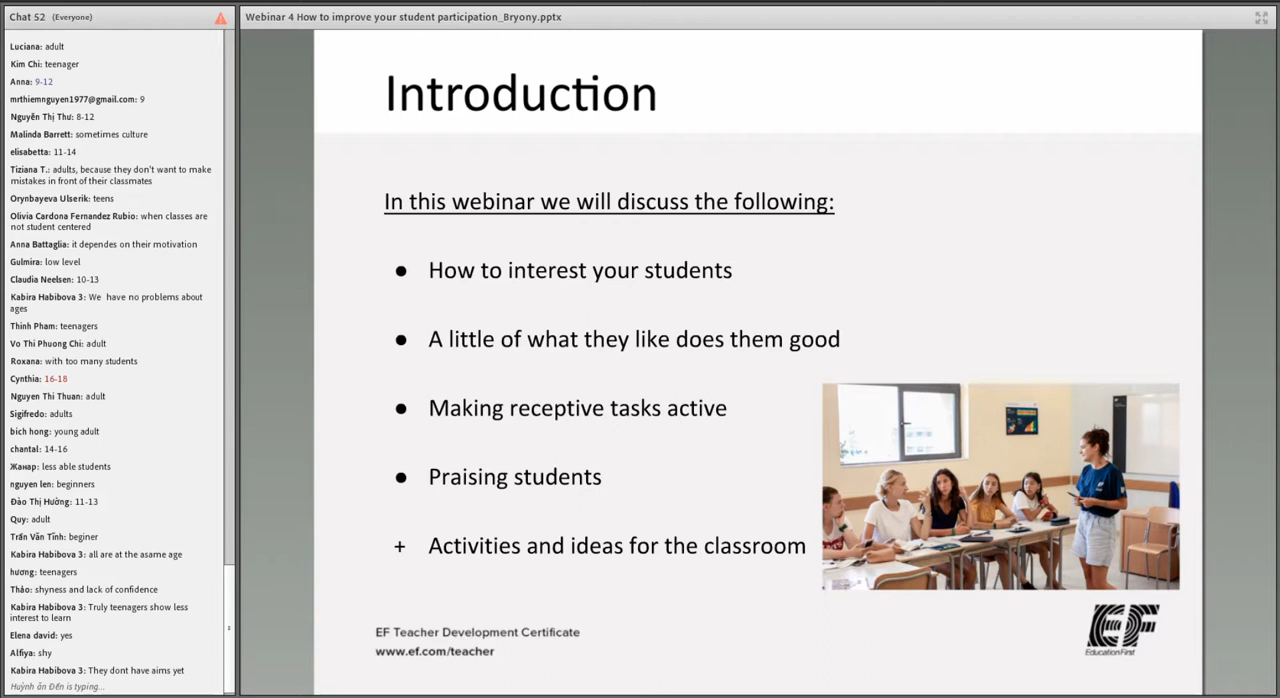 Chat 52 (Everyone)
Luciana: adult
Kim Chi: teenager
Anna: 9-12
mrthiemnguyen1977@gmail.com: 9
Nguyễn Thị Thư: 8-12
Malinda Barrett: sometimes culture
elisabetta: 11-14
Tiziana T.: adults, because they don't want to make
mistakes in front of their classmates
Orynbayeva Ulserik: teens
Olivia Cardona Fernandez Rubio: when classes are
not student centered
Anna Battaglia: it dependes on their motivation
Gulmira: low level
Claudia Neelsen: 10-13
Kabira Habibova 3: We have no problems about
ages
Thinh Pham: teenagers
Vo Thi Phuong Chi: adult
Roxana: with too many students
Cynthia: 16-18
Nguyen Thi Thuan: adult
Sigifredo: adults
bich hong: young adult
chantal: 14-16
Жанар: less able students
nguyen len: beginners
Đào Thị Hường: 11-13
Quy: adult
Trần Văn Tĩnh: beginer
Kabira Habibova 3: all are at the asame age
hương: teenagers
Thảo: shyness and lack of confidence
Kabira Habibova 3: Truly teenagers show less
interest to learn
Elena david: yes
Alfiya: shy
Kabira Habibova 3: They dont have aims yet
Huỳnh ân Đến is typing...
Webinar 4 How to improve your student participation_Bryony.pptx
Introduction
In this webinar we will discuss the following:
● How to interest your students
● A little of what they like does them good
● Making receptive tasks active
● Praising students
+ Activities and ideas for the classroom
EF Teacher Development Certificate
www.ef.com/teacher
EF
Education First